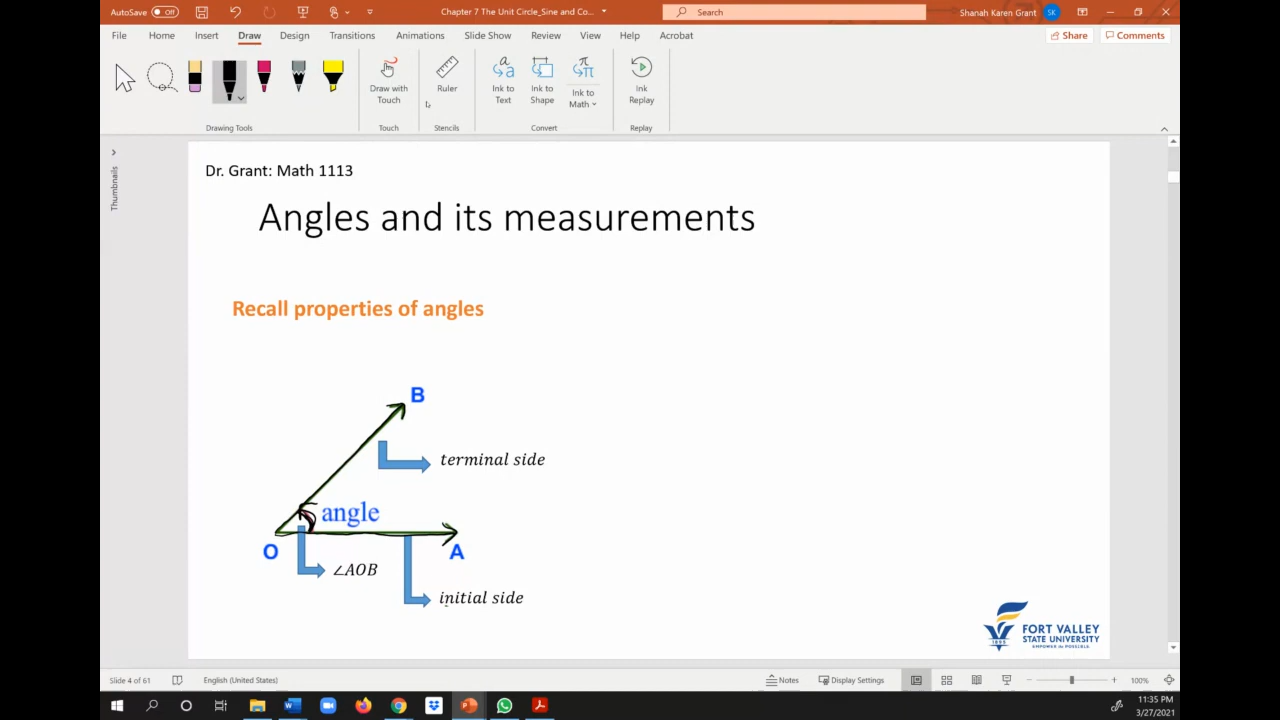 AutoSave Off
Chapter 7 The Unit Circle_Sine and Co...
Search
Shanah Karen Grant
SK
File Home Insert Draw Design Transitions Animations Slide Show Review View Help Acrobat
Share
Comments
Draw with Touch
Ruler
a
a
Ink to Text
Ink to Shape
π
π
Ink to Math
Ink Replay
Drawing Tools
Touch
Stencils
Convert
Replay
Thumbnails
Dr. Grant: Math 1113
Angles and its measurements
Recall properties of angles
B
terminal side
angle
O
A
∠AOB
initial side
1895
FORT VALLEY
STATE UNIVERSITY
EMPOWER the POSSIBLE.
Slide 4 of 61
English (United States)
Notes
Display Settings
100%
11:35 PM
3/27/2021